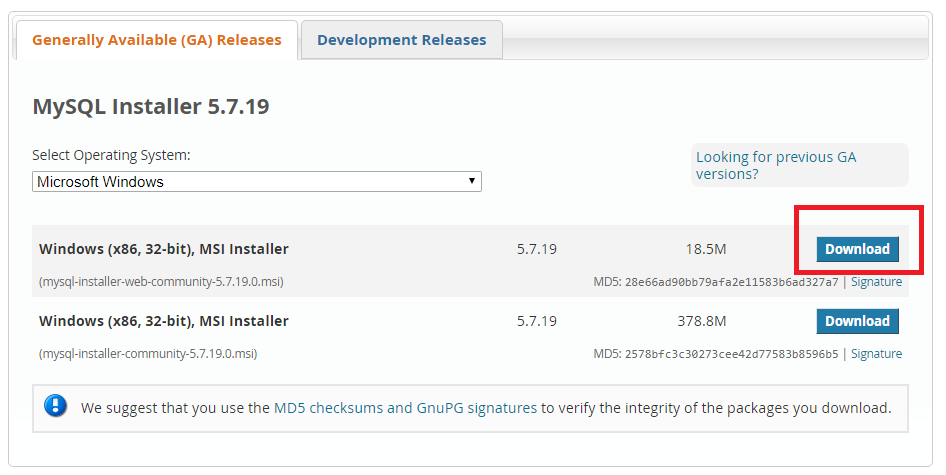 Generally Available (GA) Releases
Development Releases
MySQL Installer 5.7.19
Select Operating System:
Microsoft Windows
Looking for previous GA
versions?
Windows (x86, 32-bit), MSI Installer 5.7.19 18.5M Download
(mysql-installer-web-community-5.7.19.0.msi) MD5: 28e66ad90bb79afa2e11583b6ad327a7 | Signature
Windows (x86, 32-bit), MSI Installer 5.7.19 378.8M Download
(mysql-installer-community-5.7.19.0.msi) MD5: 2578bfc3c30273cee42d77583b8596b5 | Signature
We suggest that you use the MD5 checksums and GnuPG signatures to verify the integrity of the packages you download.